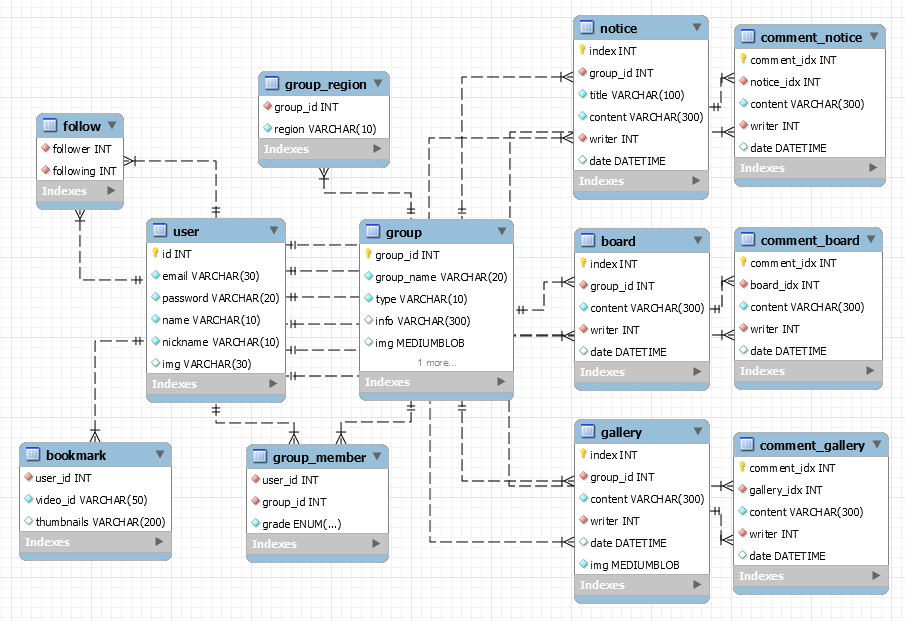 notice
index INT
group_id INT
title VARCHAR(100)
content VARCHAR(300)
writer INT
date DATETIME
Indexes
comment_notice
comment_idx INT
notice_idx INT
content VARCHAR(300)
writer INT
date DATETIME
Indexes
group_region
group_id INT
region VARCHAR(10)
Indexes
follow
follower INT
following INT
Indexes
user
id INT
email VARCHAR(30)
password VARCHAR(20)
name VARCHAR(10)
nickname VARCHAR(10)
img VARCHAR(30)
Indexes
group
group_id INT
group_name VARCHAR(20)
type VARCHAR(10)
info VARCHAR(300)
img MEDIUMBLOB
1 more...
Indexes
board
index INT
group_id INT
content VARCHAR(300)
writer INT
date DATETIME
Indexes
comment_board
comment_idx INT
board_idx INT
content VARCHAR(300)
writer INT
date DATETIME
Indexes
bookmark
user_id INT
video_id VARCHAR(50)
thumbnails VARCHAR(200)
Indexes
group_member
user_id INT
group_id INT
grade ENUM(...)
Indexes
gallery
index INT
group_id INT
content VARCHAR(300)
writer INT
date DATETIME
img MEDIUMBLOB
Indexes
comment_gallery
comment_idx INT
gallery_idx INT
content VARCHAR(300)
writer INT
date DATETIME
Indexes